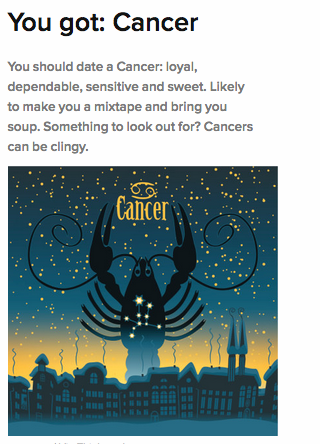 You got: Cancer
You should date a Cancer: loyal,
dependable, sensitive and sweet. Likely
to make you a mixtape and bring you
soup. Something to look out for? Cancers
can be clingy.
Cancer